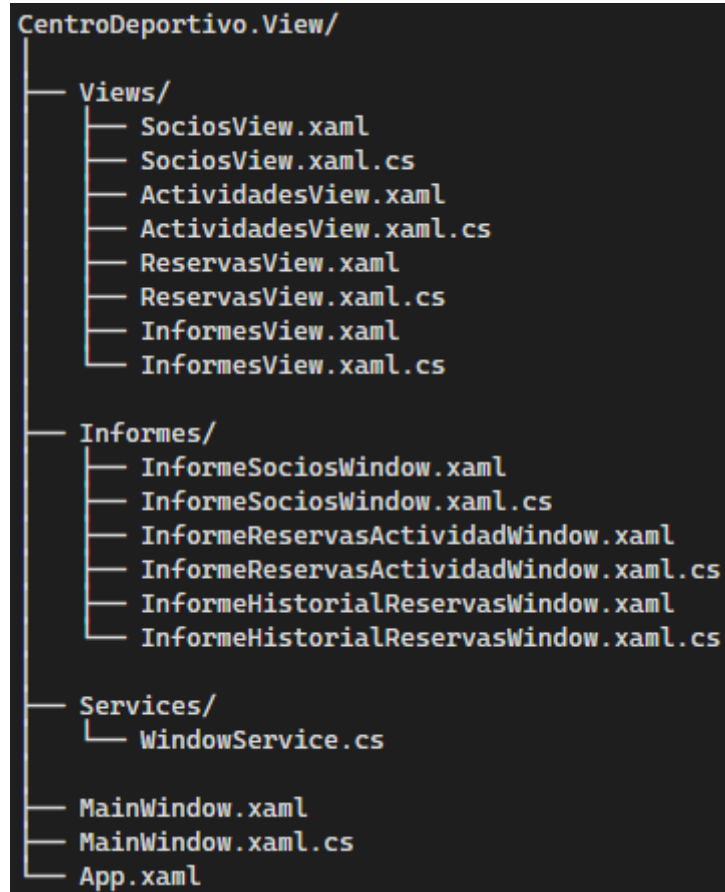 CentroDeportivo.View/
│
├── Views/
│   ├── SociosView.xaml
│   ├── SociosView.xaml.cs
│   ├── ActividadesView.xaml
│   ├── ActividadesView.xaml.cs
│   ├── ReservasView.xaml
│   ├── ReservasView.xaml.cs
│   ├── InformesView.xaml
│   └── InformesView.xaml.cs
│
├── Informes/
│   ├── InformeSociosWindow.xaml
│   ├── InformeSociosWindow.xaml.cs
│   ├── InformeReservasActividadWindow.xaml
│   ├── InformeReservasActividadWindow.xaml.cs
│   ├── InformeHistorialReservasWindow.xaml
│   └── InformeHistorialReservasWindow.xaml.cs
│
├── Services/
│   └── WindowService.cs
│
├── MainWindow.xaml
├── MainWindow.xaml.cs
└── App.xaml